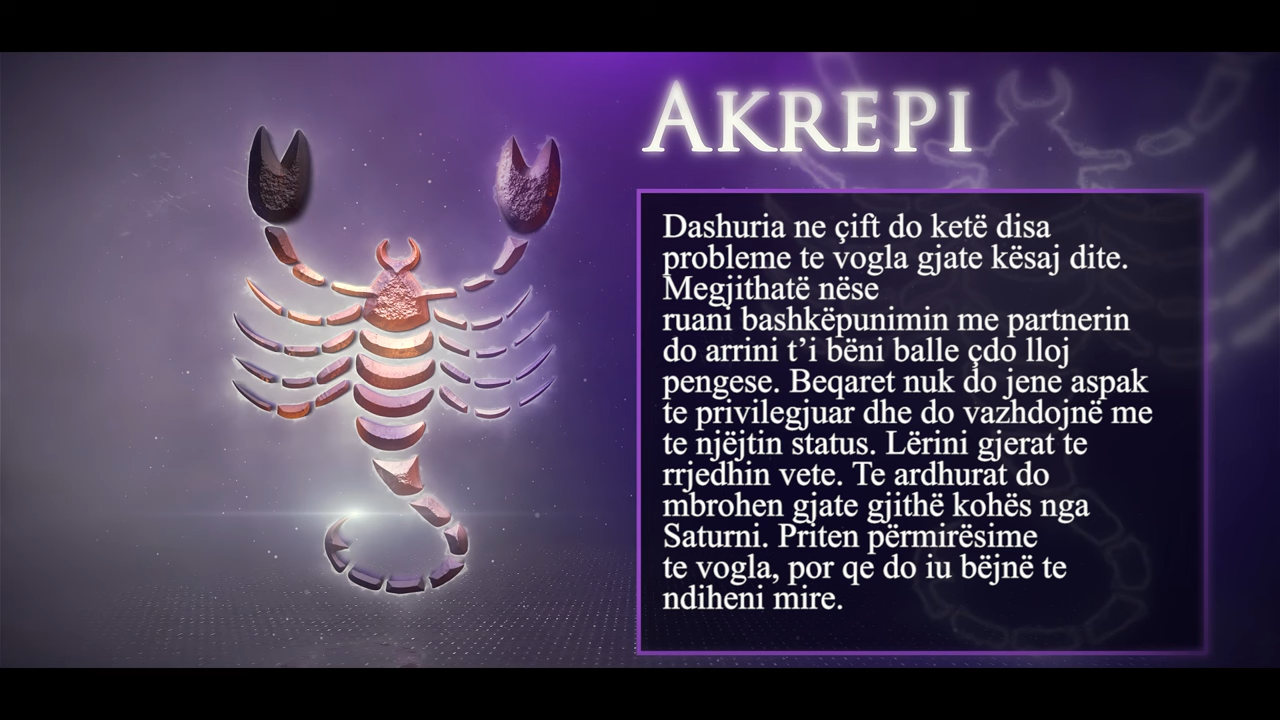 AKREPI
Dashuria ne çift do ketë disa
probleme te vogla gjate kësaj dite.
Megjithatë nëse
ruani bashkëpunimin me partnerin
do arrini t’i bëni balle çdo lloj
pengese. Beqaret nuk do jene aspak
te privilegjuar dhe do vazhdojnë me
te njëjtin status. Lërini gjerat te
rrjedhin vete. Te ardhurat do
mbrohen gjate gjithë kohës nga
Saturni. Priten përmirësime
te vogla, por qe do iu bëjnë te
ndiheni mire.